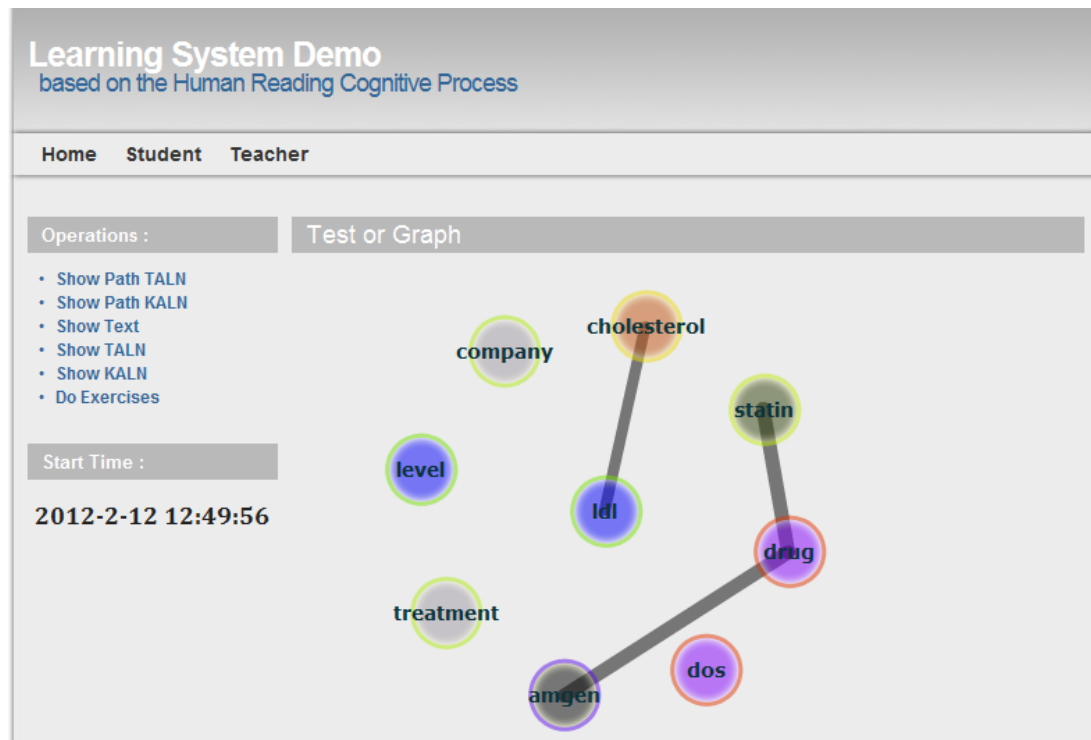 Learning System Demo
based on the Human Reading Cognitive Process
Home Student Teacher
Operations :
• Show Path TALN
• Show Path KALN
• Show Text
• Show TALN
• Show KALN
• Do Exercises
Start Time :
2012-2-12 12:49:56
Test or Graph
cholesterol
company
statin
level
ldl
drug
treatment
dos
amgen